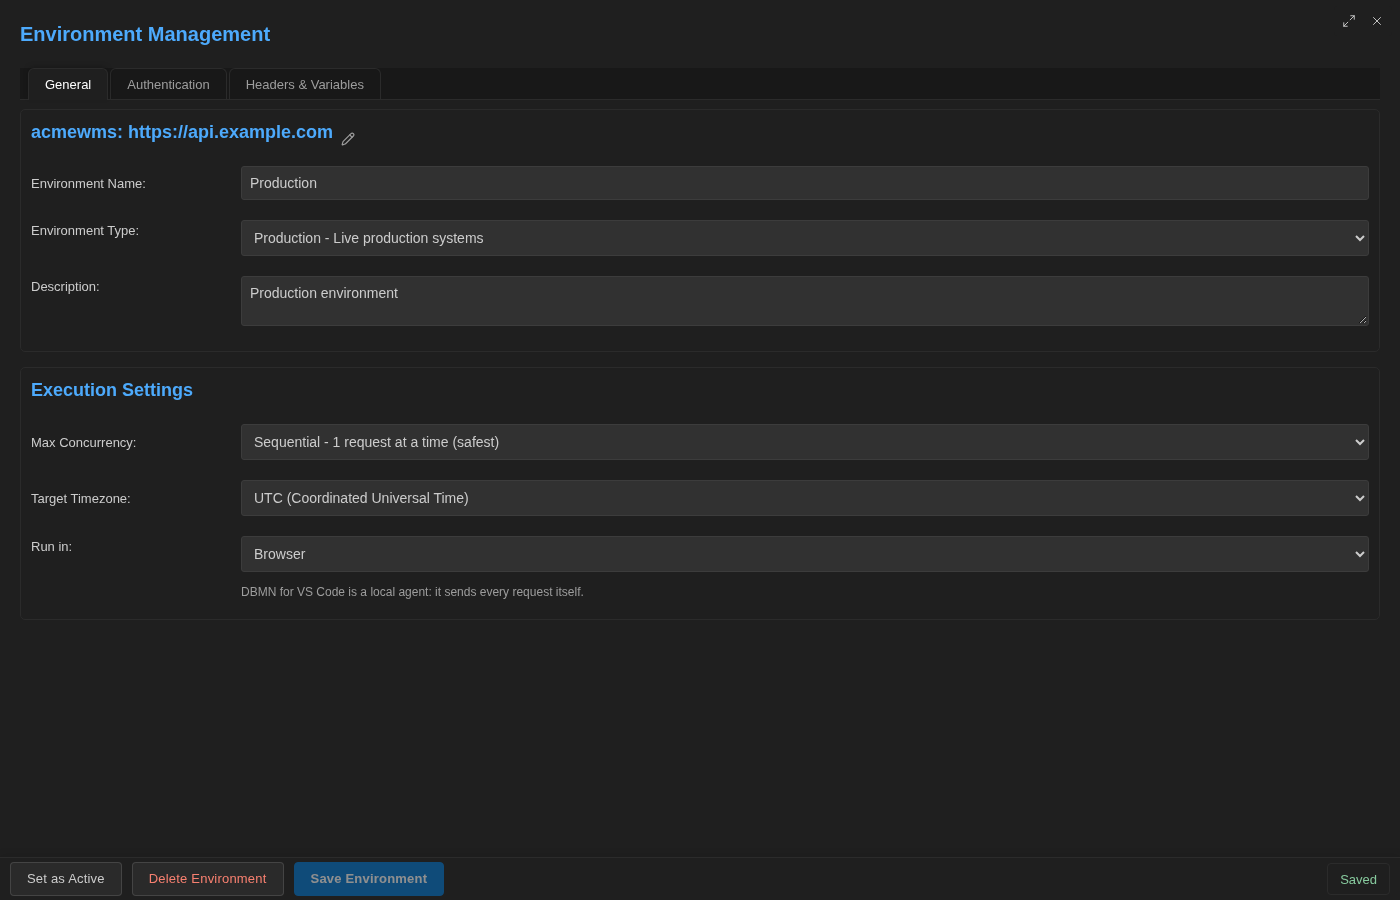 Environment Management
General
Authentication
Headers & Variables
acmewms: https://api.example.com
Environment Name:
Production
Environment Type:
Production - Live production systems
Description:
Production environment
Execution Settings
Max Concurrency:
Sequential - 1 request at a time (safest)
Target Timezone:
UTC (Coordinated Universal Time)
Run in:
Browser
DBMN for VS Code is a local agent: it sends every request itself.
Set as Active
Delete Environment
Save Environment
Saved